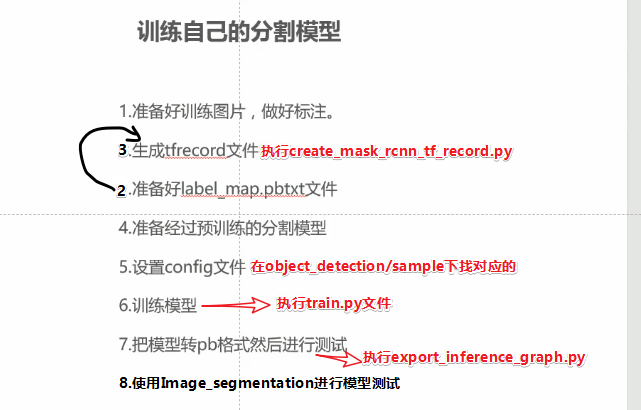 训练自己的分割模型
1.准备好训练图片，做好标注。
3.生成tfrecord文件 执行create_mask_rcnn_tf_record.py
2.准备好label_map.pbtxt文件
4.准备经过预训练的分割模型
5.设置config文件 在object_detection/sample下找对应的
6.训练模型 执行train.py文件
7.把模型转pb格式然后进行测试
执行export_inference_graph.py
8.使用Image_segmentation进行模型测试